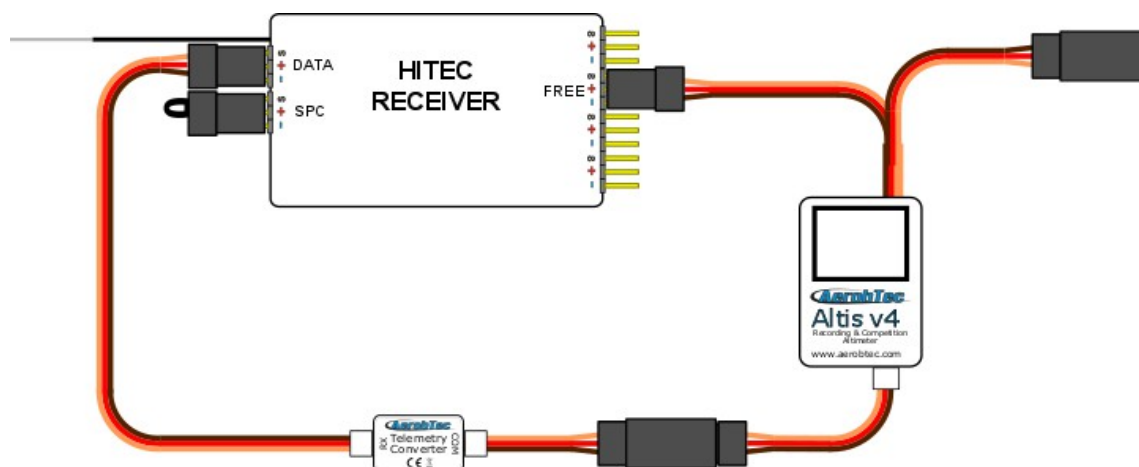 DATA
SPC
HITEC
RECEIVER
FREE
S
+
-
S
+
-
S
+
-
S
+
-
S
+
-
S
+
-
AerobTec
Altis v4
Recording & Competition
Altimeter
www.aerobtec.com
RX
AerobTec
Telemetry
Converter
CE
COM